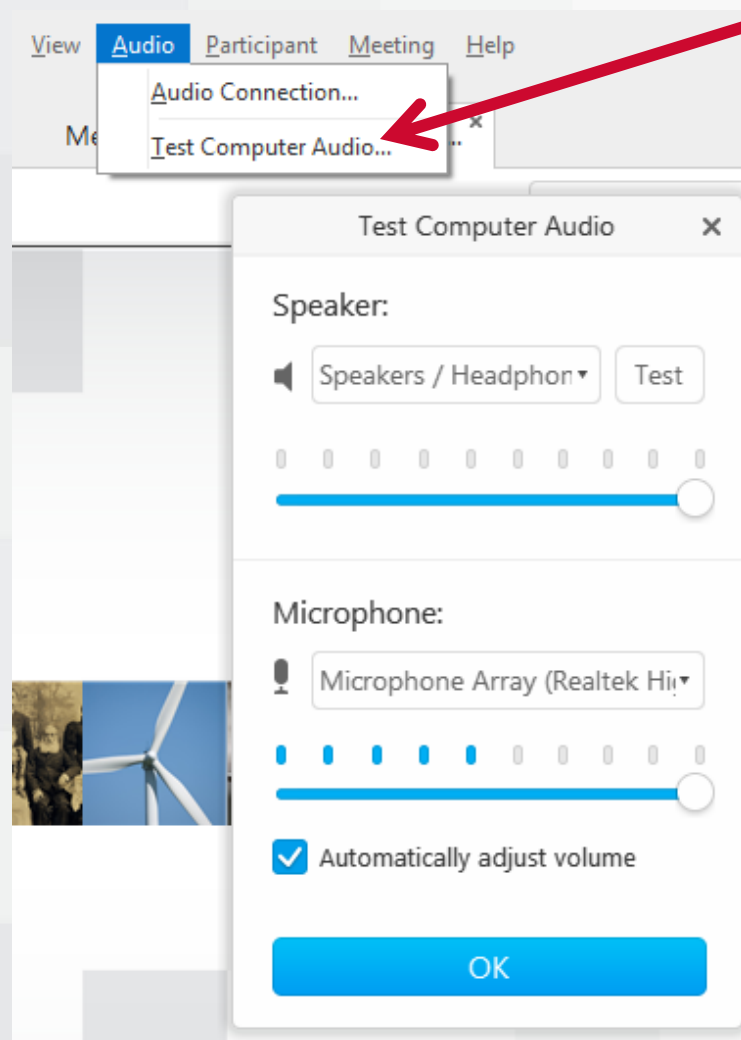 View Audio Participant Meeting Help
Audio Connection...
Me
Test Computer Audio...
..
Test Computer Audio
Speaker:
Speakers / Headphon Test
Microphone:
Microphone Array (Realtek Hi
Automatically adjust volume
OK